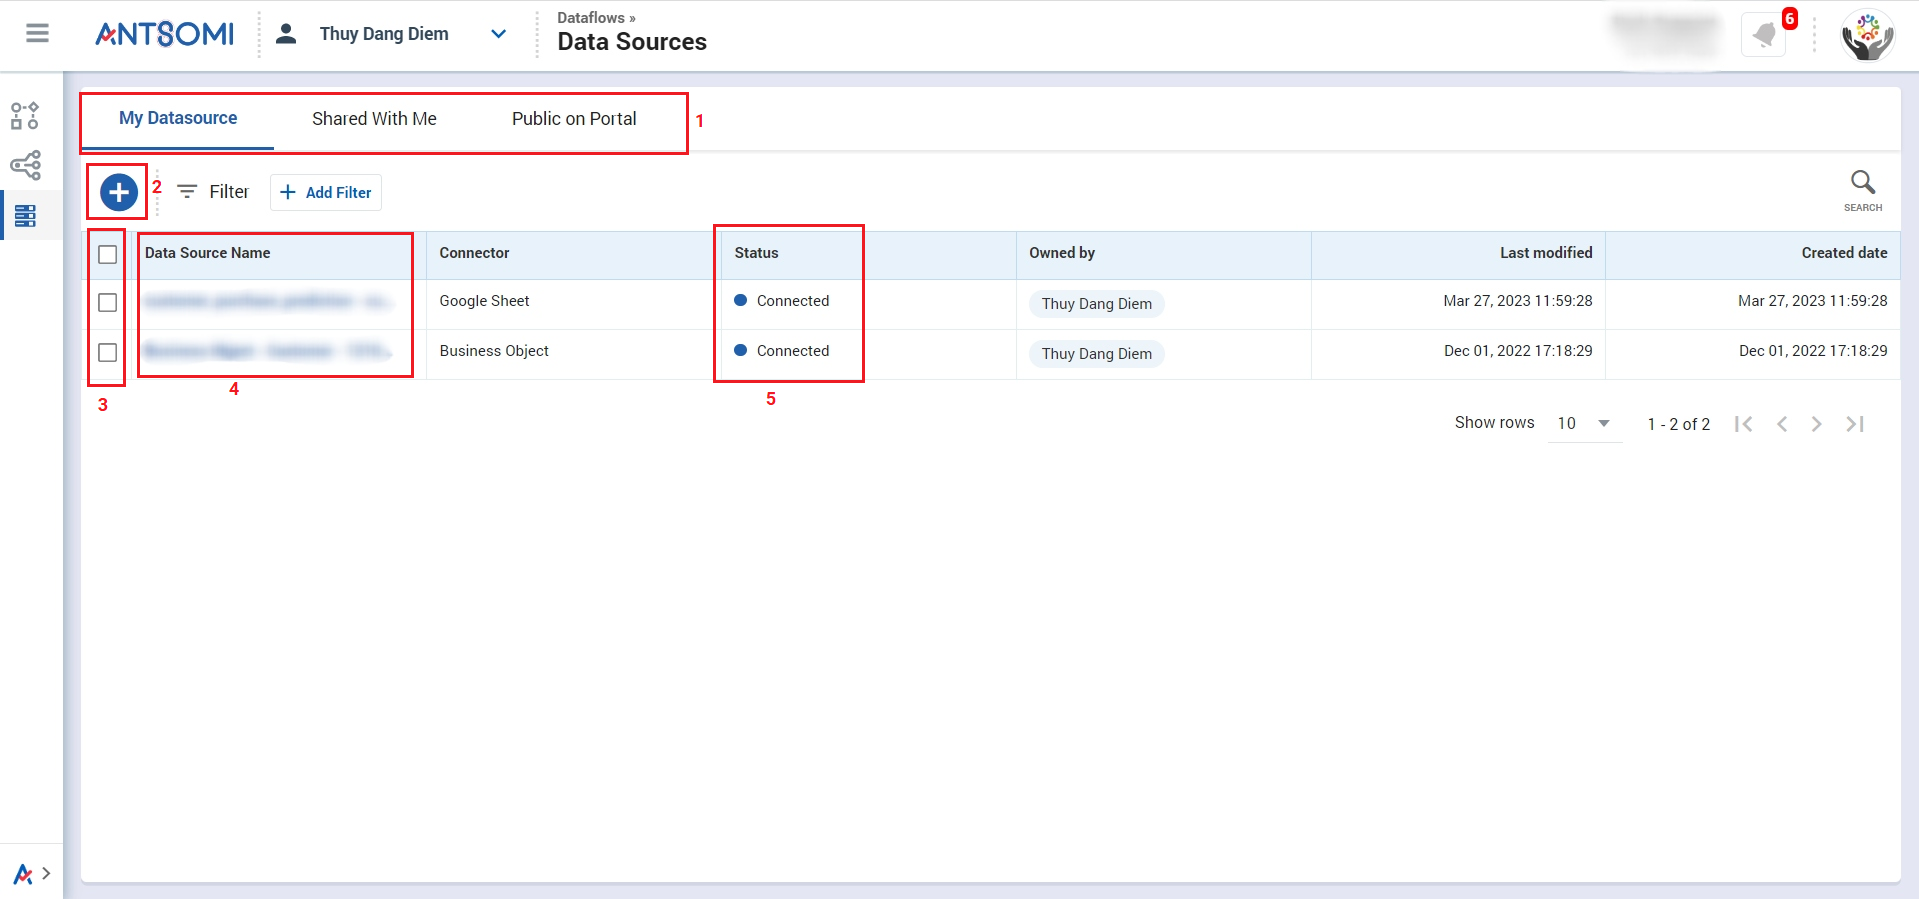 ANTSOMI
Thuy Dang Diem
Dataflows »
Data Sources
6
My Datasource Shared With Me Public on Portal 1
2 Filter Add Filter
SEARCH
Data Source Name Connector Status Owned by Last modified Created date
Google Sheet Connected Thuy Dang Diem Mar 27, 2023 11:59:28 Mar 27, 2023 11:59:28
Business Object Connected Thuy Dang Diem Dec 01, 2022 17:18:29 Dec 01, 2022 17:18:29
3 4 5
Show rows 10 1 - 2 of 2